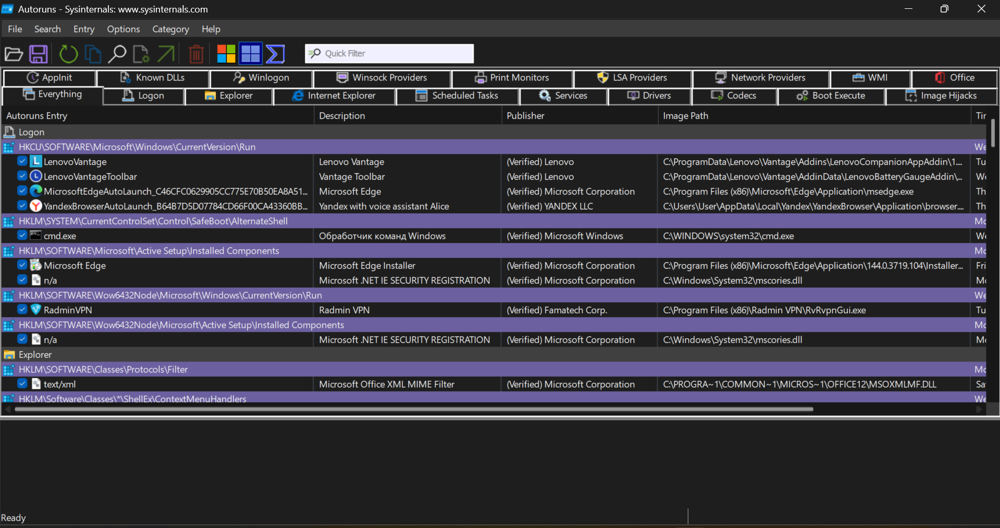 Autoruns - Sysinternals: www.sysinternals.com
File Search Entry Options Category Help
Quick Filter
AppInit Known DLLs Winlogon Winsock Providers Print Monitors LSA Providers Network Providers WMI Office
Everything Logon Explorer Internet Explorer Scheduled Tasks Services Drivers Codecs Boot Execute Image Hijacks
Autoruns Entry Description Publisher Image Path Tir
Logon
HKCU\SOFTWARE\Microsoft\Windows\CurrentVersion\Run We
LenovoVantage Lenovo Vantage (Verified) Lenovo C:\ProgramData\Lenovo\Vantage\Addins\LenovoCompanionAppAddin\1.... Tu
LenovoVantageToolbar Vantage Toolbar (Verified) Lenovo C:\ProgramData\Lenovo\Vantage\AddinData\LenovoBatteryGaugeAddin\... We
MicrosoftEdgeAutoLaunch_C46CFC0629905CC775E70B50EA8A51... Microsoft Edge (Verified) Microsoft Corporation C:\Program Files (x86)\Microsoft\Edge\Application\msedge.exe Th
YandexBrowserAutoLaunch_B64B7D5D07784CD66F00CA43360BB... Yandex with voice assistant Alice (Verified) YANDEX LLC C:\Users\User\AppData\Local\Yandex\YandexBrowser\Application\browser.... Th
HKLM\SYSTEM\CurrentControlSet\Control\SafeBoot\AlternateShell Mo
cmd.exe Обработчик команд Windows (Verified) Microsoft Windows C:\WINDOWS\system32\cmd.exe We
HKLM\SOFTWARE\Microsoft\Active Setup\Installed Components Mo
Microsoft Edge Microsoft Edge Installer (Verified) Microsoft Corporation C:\Program Files (x86)\Microsoft\Edge\Application\144.0.3719.104\Installer... Fri
n/a Microsoft .NET IE SECURITY REGISTRATION (Verified) Microsoft Corporation C:\Windows\System32\mscories.dll Mo
HKLM\SOFTWARE\Wow6432Node\Microsoft\Windows\CurrentVersion\Run We
RadminVPN Radmin VPN (Verified) Famatech Corp. C:\Program Files (x86)\Radmin VPN\RvRvpnGui.exe Tu
HKLM\SOFTWARE\Wow6432Node\Microsoft\Active Setup\Installed Components Mo
n/a Microsoft .NET IE SECURITY REGISTRATION (Verified) Microsoft Corporation C:\Windows\System32\mscories.dll Mo
Explorer
HKLM\SOFTWARE\Classes\Protocols\Filter Mo
text/xml Microsoft Office XML MIME Filter (Verified) Microsoft Corporation C:\PROGRA~1\COMMON~1\MICROS~1\OFFICE12\MSOXMLMF.DLL Sa
HKLM\Software\Classes\*\ShellEx\ContextMenuHandlers We
Ready